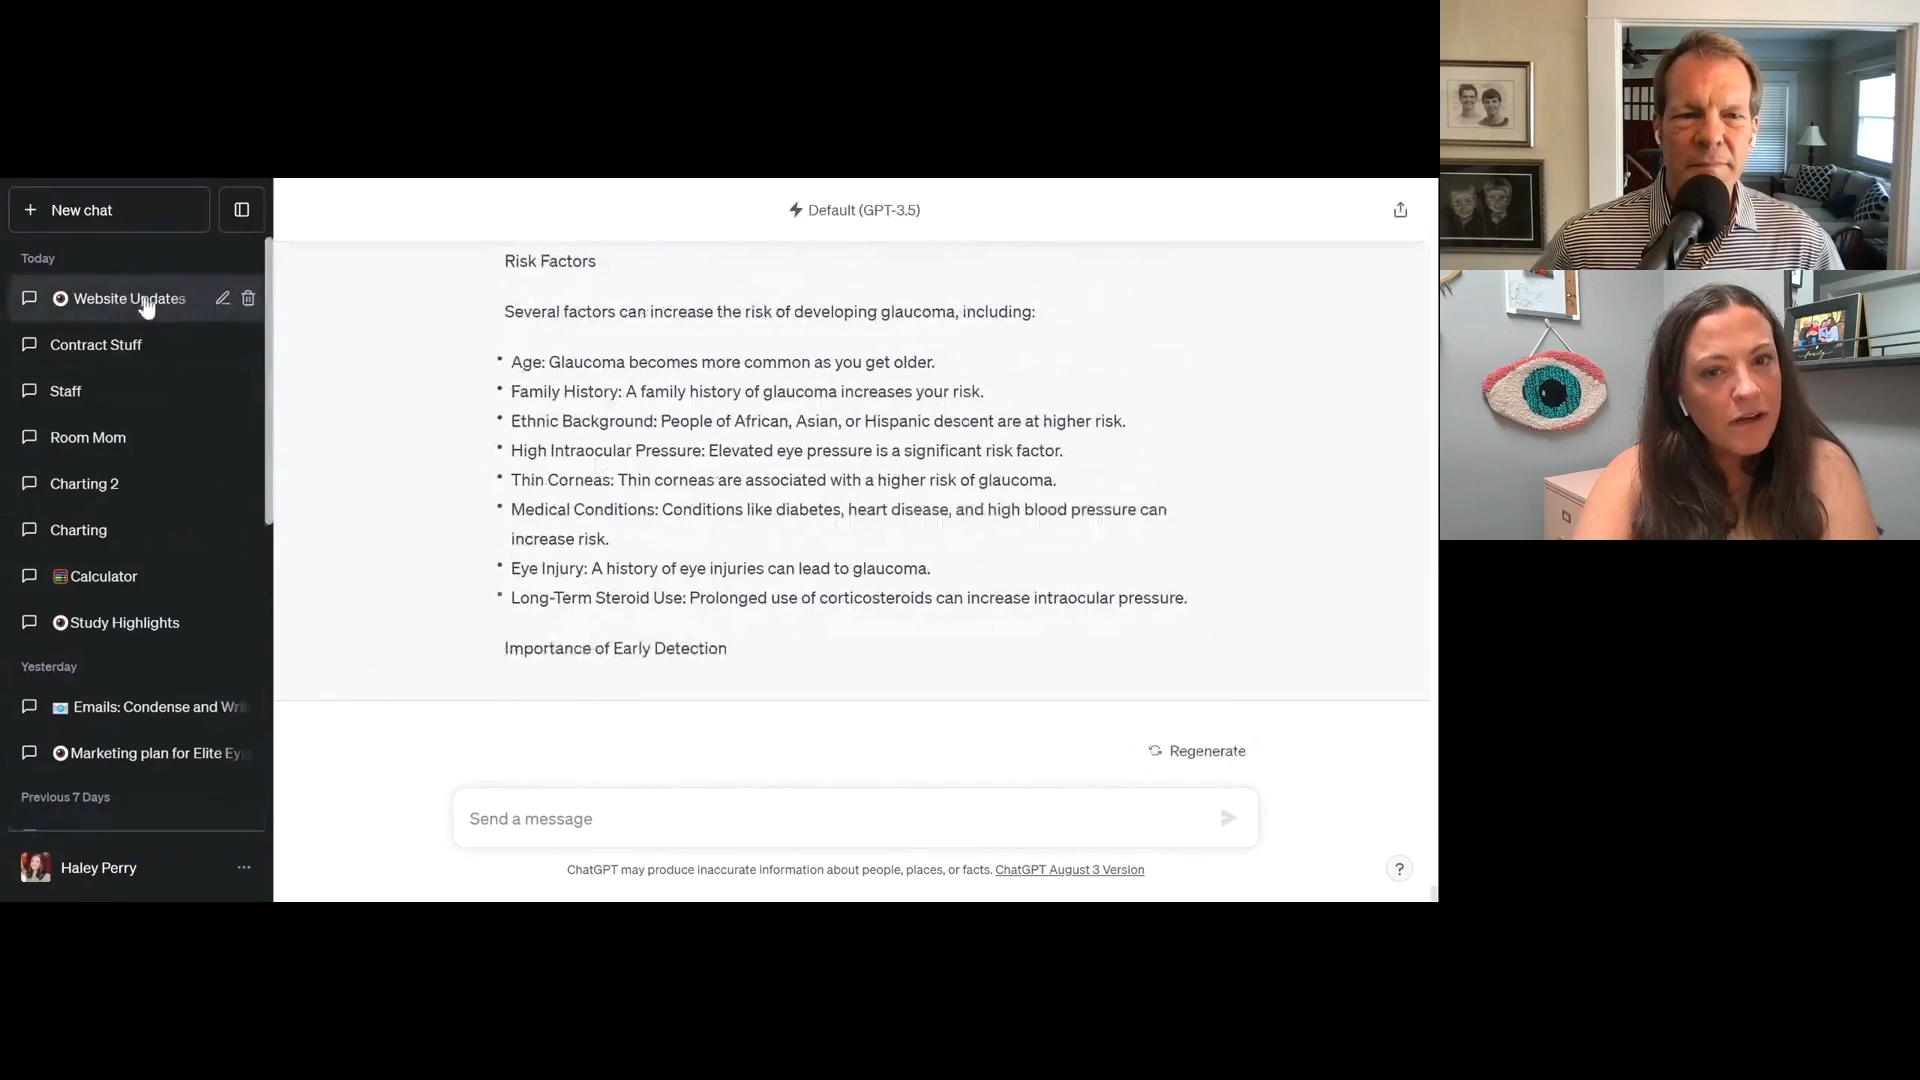 New chat
Today
Website Updates
Contract Stuff
Staff
Room Mom
Charting 2
Charting
Calculator
Study Highlights
Yesterday
Emails: Condense and Wri
Marketing plan for Elite Ey
Previous 7 Days
Haley Perry
Default (GPT-3.5)
Risk Factors
Several factors can increase the risk of developing glaucoma, including:
• Age: Glaucoma becomes more common as you get older.
• Family History: A family history of glaucoma increases your risk.
• Ethnic Background: People of African, Asian, or Hispanic descent are at higher risk.
• High Intraocular Pressure: Elevated eye pressure is a significant risk factor.
• Thin Corneas: Thin corneas are associated with a higher risk of glaucoma.
• Medical Conditions: Conditions like diabetes, heart disease, and high blood pressure can
increase risk.
• Eye Injury: A history of eye injuries can lead to glaucoma.
• Long-Term Steroid Use: Prolonged use of corticosteroids can increase intraocular pressure.
Importance of Early Detection
Regenerate
Send a message
ChatGPT may produce inaccurate information about people, places, or facts. ChatGPT August 3 Version
?
family